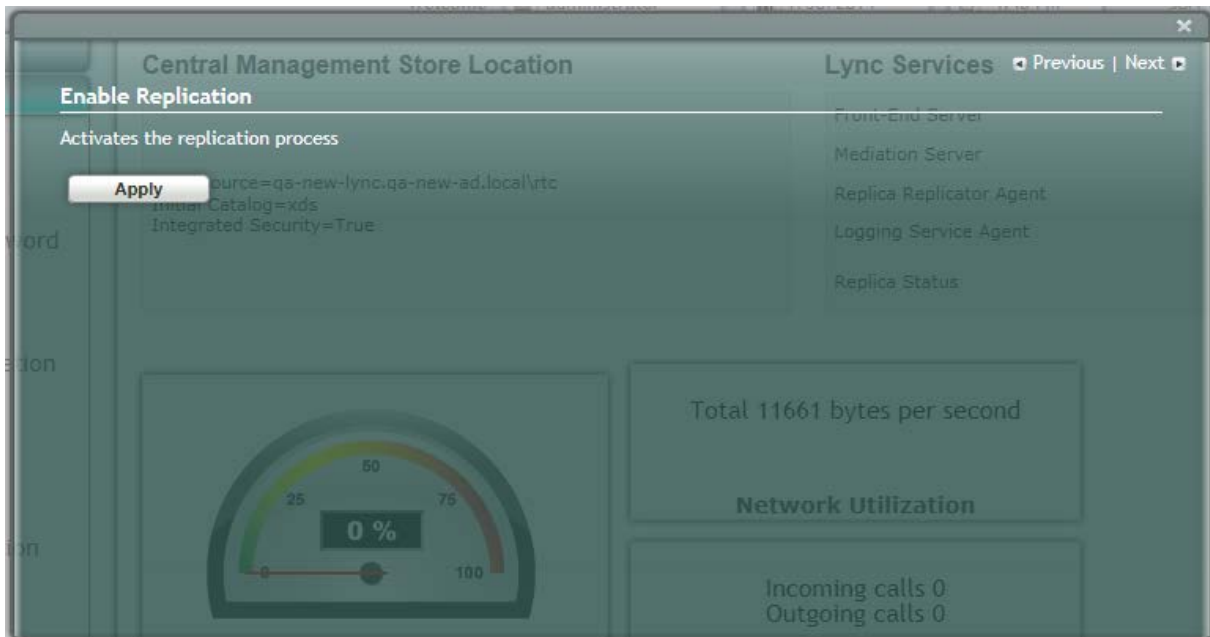 Central Management Store Location
Lync Services
Previous | Next
Enable Replication
Activates the replication process
Front-End Server
Mediation Server
Apply
ource=qa-new-lync.qa-new-ad.local\rtc
Initial Catalog=xds
Integrated Security=True
Replica Replicator Agent
Logging Service Agent
Replica Status
word
ation
tion
0
25
50
75
100
0 %
Total 11661 bytes per second
Network Utilization
Incoming calls 0
Outgoing calls 0